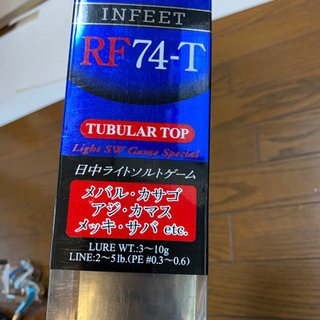 INFEET
RF74-T
TUBULAR TOP
Light SW Game Special
日中ライトソルトゲーム
メバル・カサゴ
アジ・カマス
メッキ・サバ etc.
LURE WT.:3〜10g
LINE:2〜5lb.(PE #0.3〜0.6)